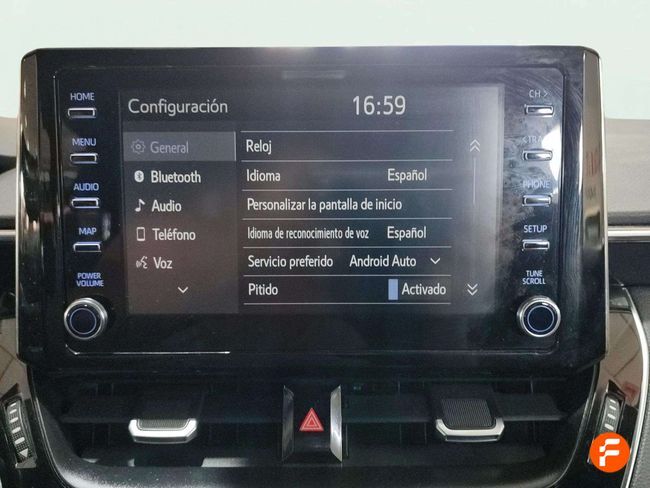 HOME
MENU
AUDIO
MAP
POWER
VOLUME
Configuración
16:59
General
Bluetooth
Audio
Teléfono
Voz
Reloj
Idioma Español
Personalizar la pantalla de inicio
Idioma de reconocimiento de voz Español
Servicio preferido Android Auto
Pitido Activado
CH >
< TRACK
PHONE
SETUP
TUNE
SCROLL